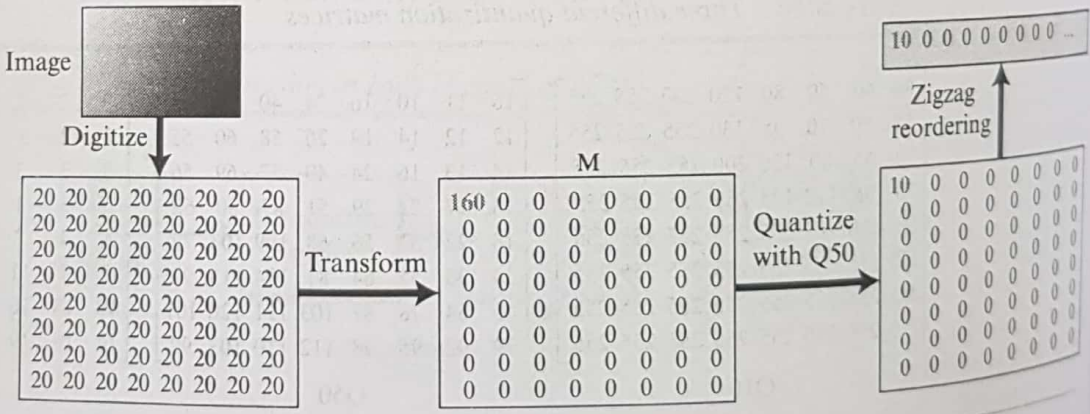 Image
Digitize
20 20 20 20 20 20 20 20
20 20 20 20 20 20 20 20
20 20 20 20 20 20 20 20
20 20 20 20 20 20 20 20
20 20 20 20 20 20 20 20
20 20 20 20 20 20 20 20
20 20 20 20 20 20 20 20
20 20 20 20 20 20 20 20
Transform
M
160 0 0 0 0 0 0 0
0 0 0 0 0 0 0 0
0 0 0 0 0 0 0 0
0 0 0 0 0 0 0 0
0 0 0 0 0 0 0 0
0 0 0 0 0 0 0 0
0 0 0 0 0 0 0 0
0 0 0 0 0 0 0 0
Quantize
with Q50
10 0 0 0 0 0 0 0
0 0 0 0 0 0 0 0
0 0 0 0 0 0 0 0
0 0 0 0 0 0 0 0
0 0 0 0 0 0 0 0
0 0 0 0 0 0 0 0
0 0 0 0 0 0 0 0
0 0 0 0 0 0 0 0
Zigzag
reordering
10 0 0 0 0 0 0 0 0 ...